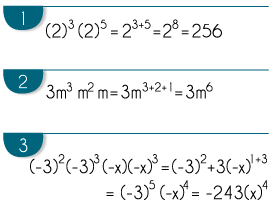 1
(2)³ (2)⁵ = 2³⁺⁵ = 2⁸ = 256
2
3m³ m² m = 3m³⁺²⁺¹ = 3m⁶
3
(-3)²(-3)³(-x)(-x)³ = (-3)²+3(-x)¹⁺³
= (-3)⁵ (-x)⁴ = -243(x)⁴